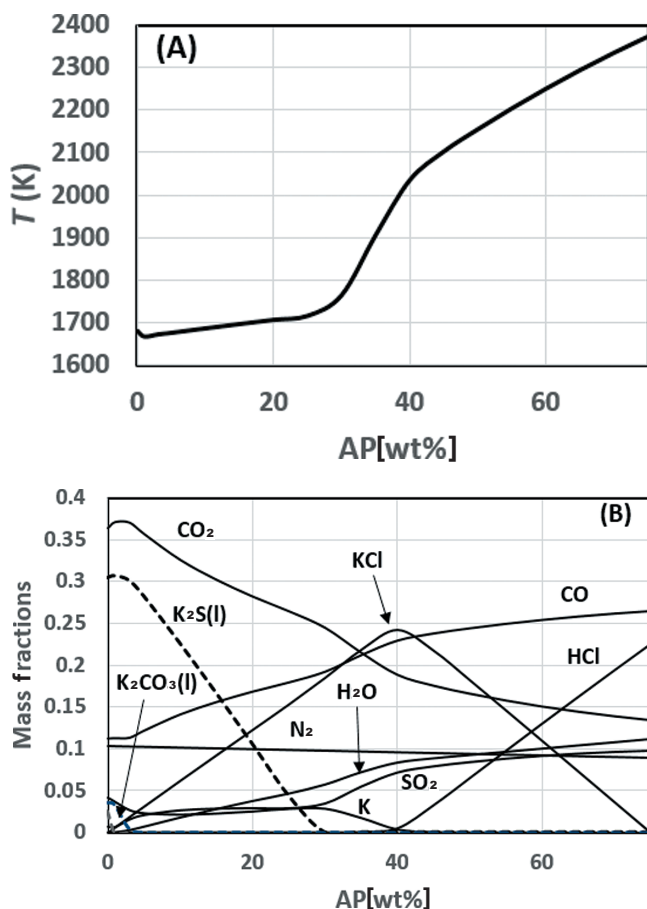 (A)
2400
2300
2200
2100
2000
1900
1800
1700
1600
T (K)
0 20 40 60
AP[wt%]
(B)
0.4
0.35
0.3
0.25
0.2
0.15
0.1
0.05
0
Mass fractions
CO₂
K₂S(l)
K₂CO₃(l)
N₂
KCl
H₂O
SO₂
K
CO
HCl
0 20 40 60
AP[wt%]